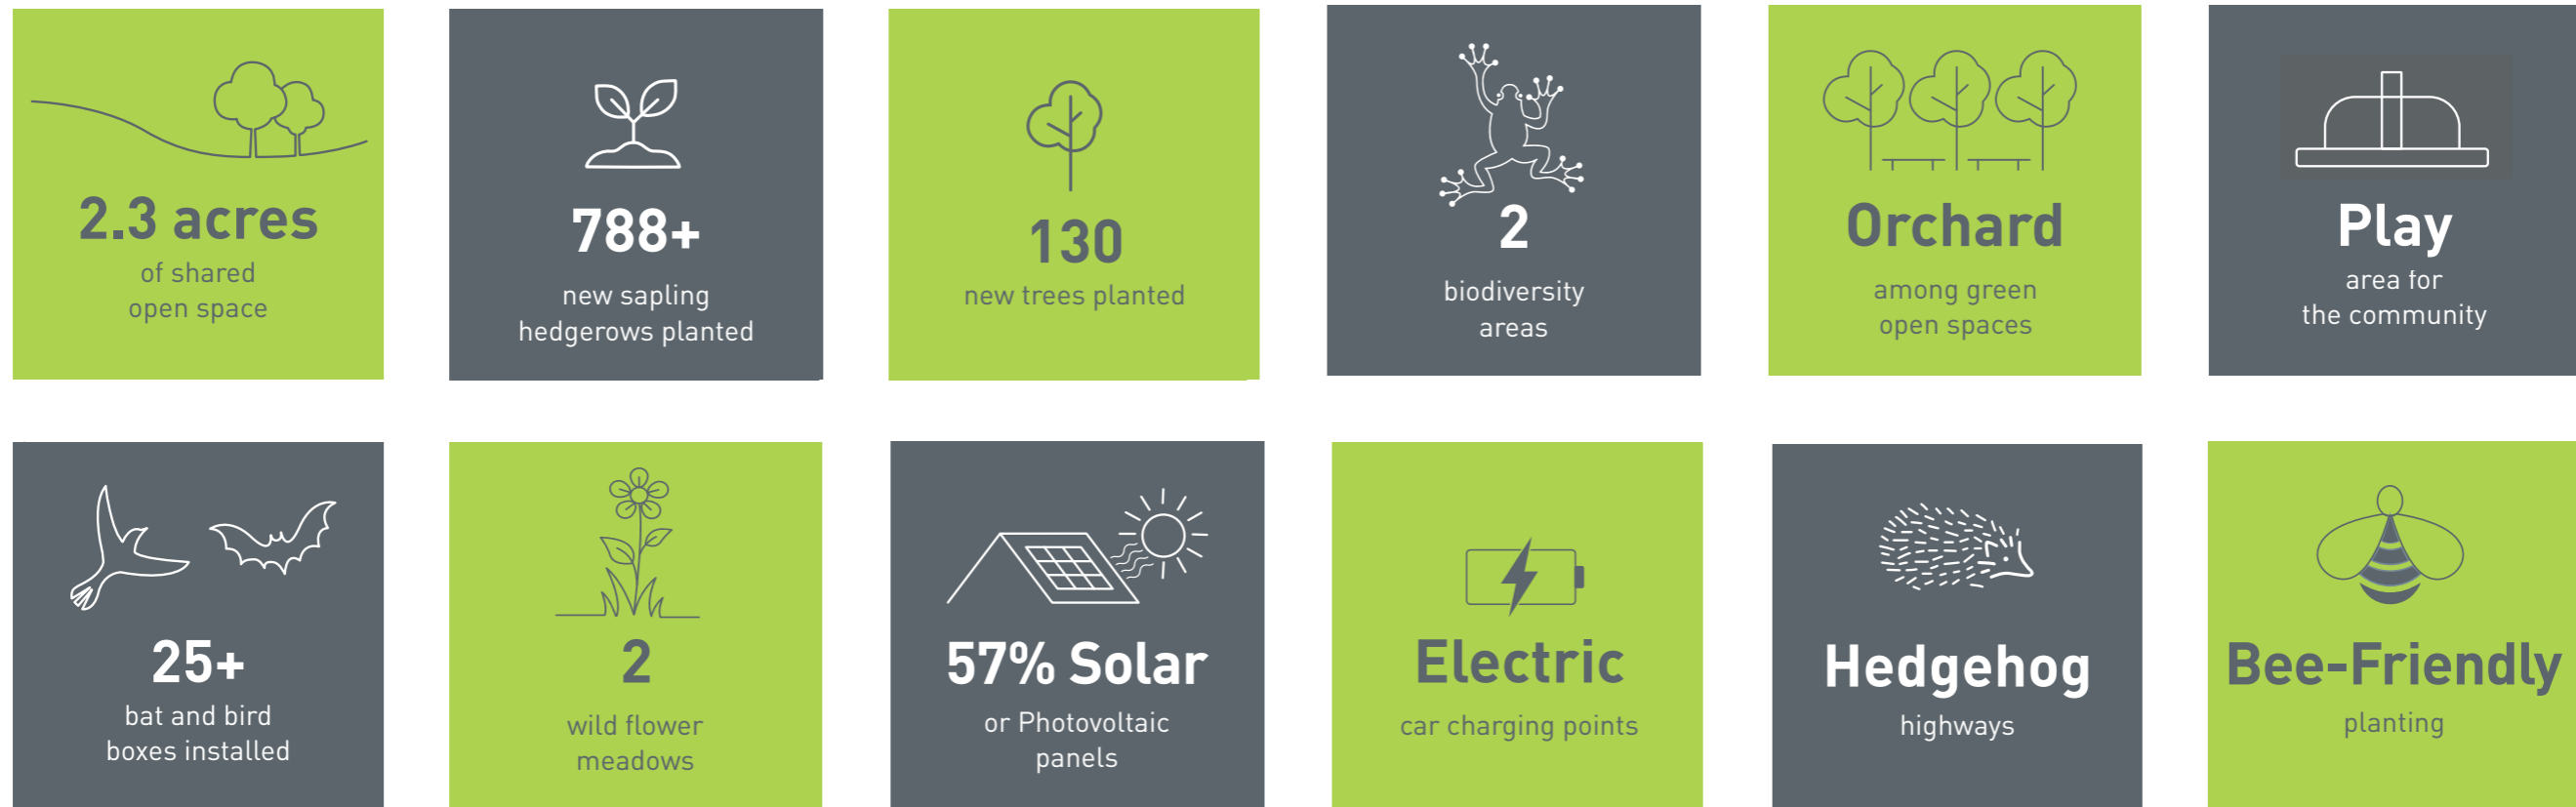 2.3 acres
of shared
open space
788+
new sapling
hedgerows planted
130
new trees planted
2
biodiversity
areas
Orchard
among green
open spaces
Play
area for
the community
25+
bat and bird
boxes installed
2
wild flower
meadows
57% Solar
or Photovoltaic
panels
Electric
car charging points
Hedgehog
highways
Bee-Friendly
planting